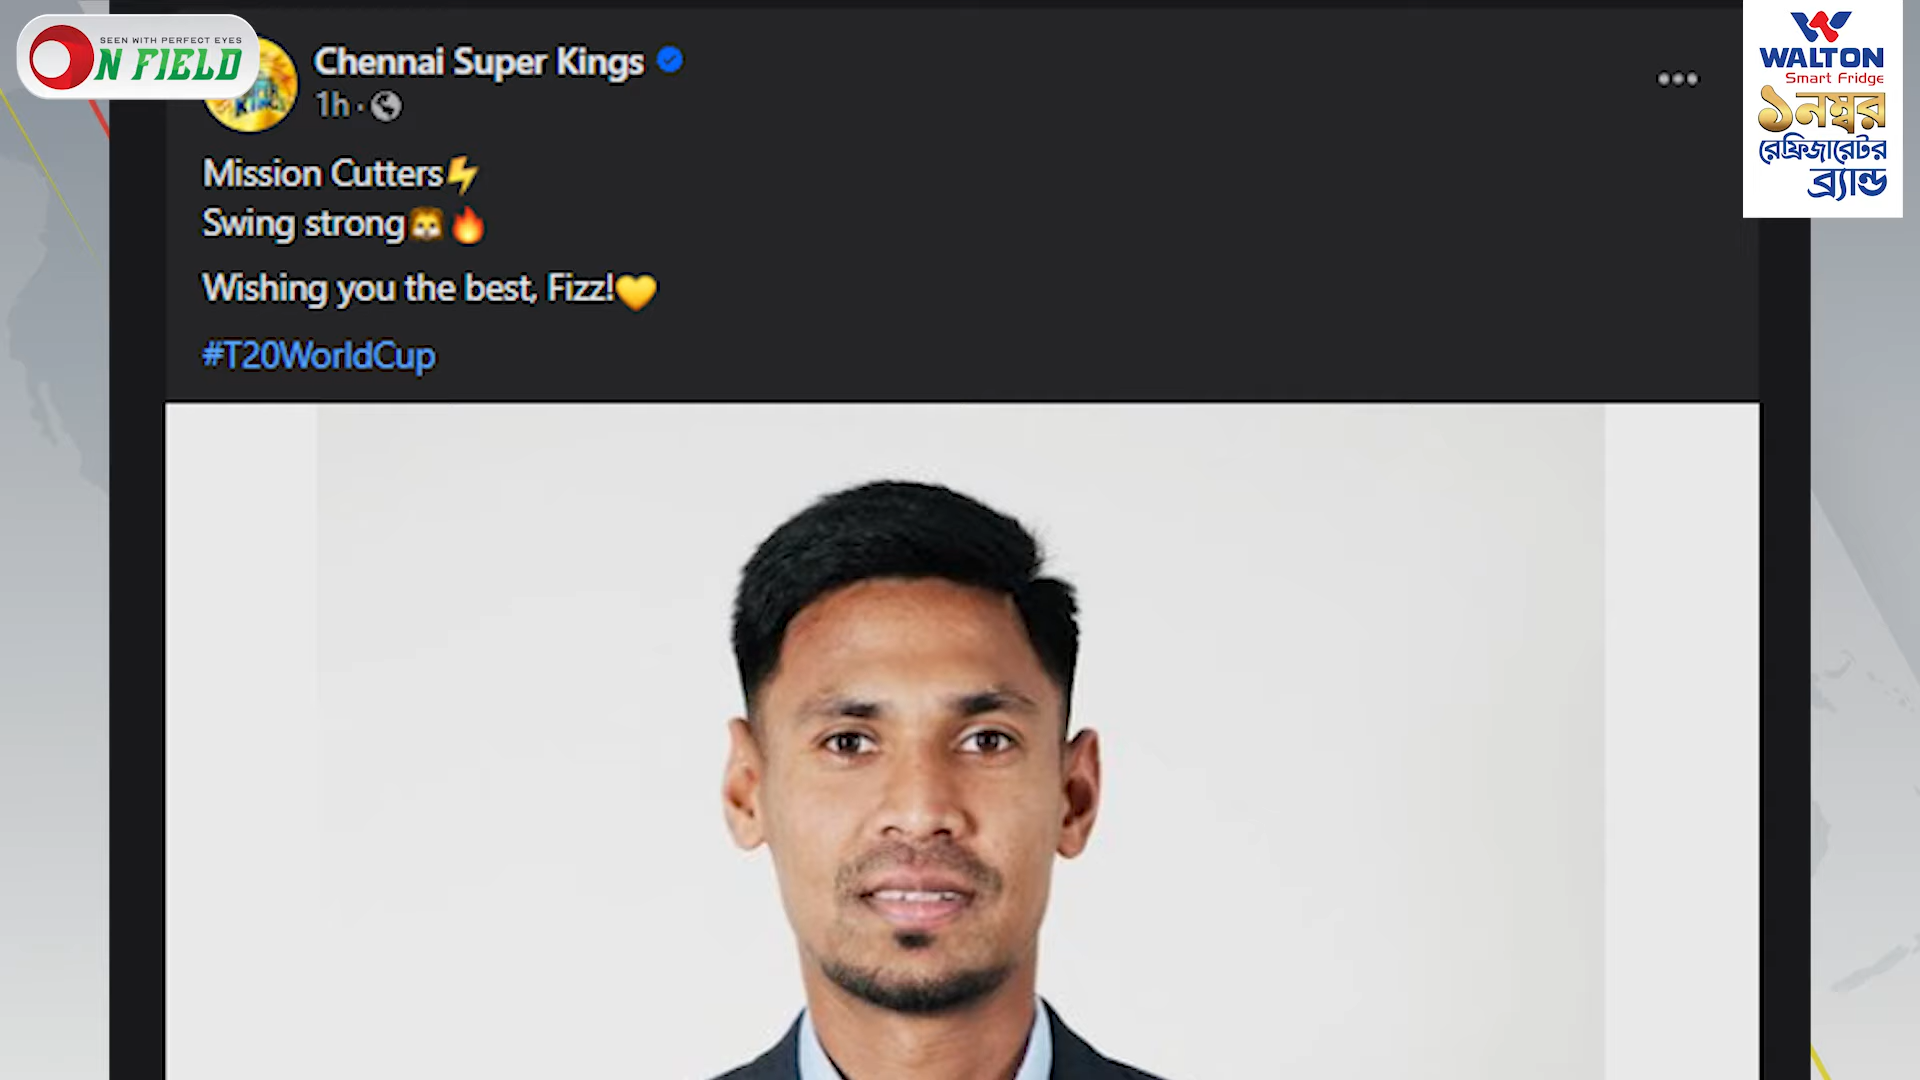 SEEN WITH PERFECT EYES
ON FIELD
Chennai Super Kings
1h ·
Mission Cutters⚡
Swing strong🐯🔥
Wishing you the best, Fizz!💛
#T20WorldCup
WALTON
Smart Fridge
১নম্বর
রেফ্রিজারেটর
ব্র্যান্ড